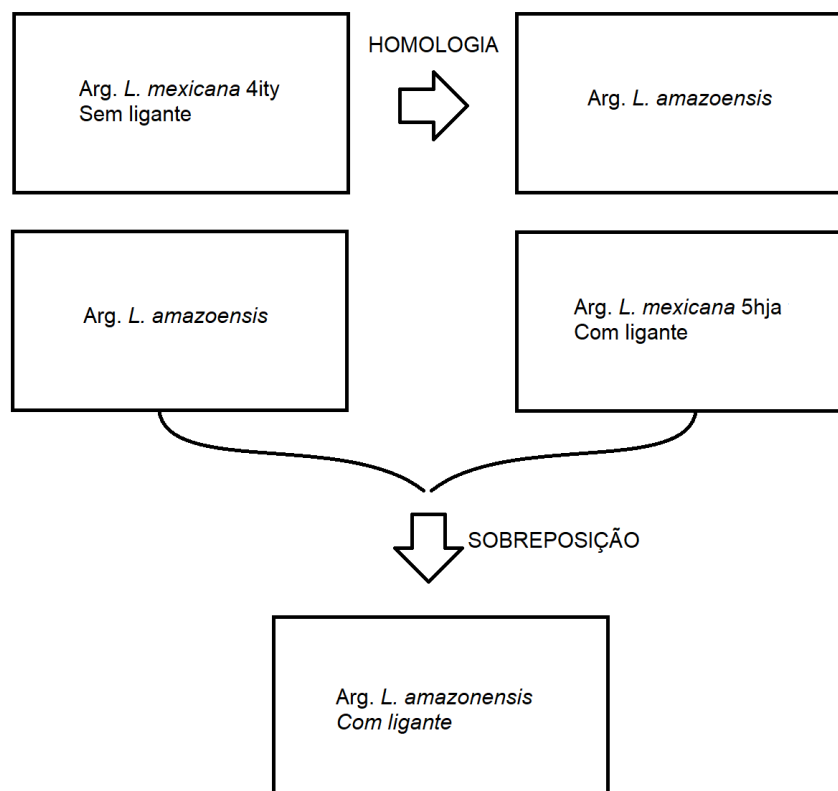 HOMOLOGIA
Arg. L. mexicana 4ity
Sem ligante
Arg. L. amazoensis
Arg. L. amazoensis
Arg. L. mexicana 5hja
Com ligante
SOBREPOSIÇÃO
Arg. L. amazonensis
Com ligante